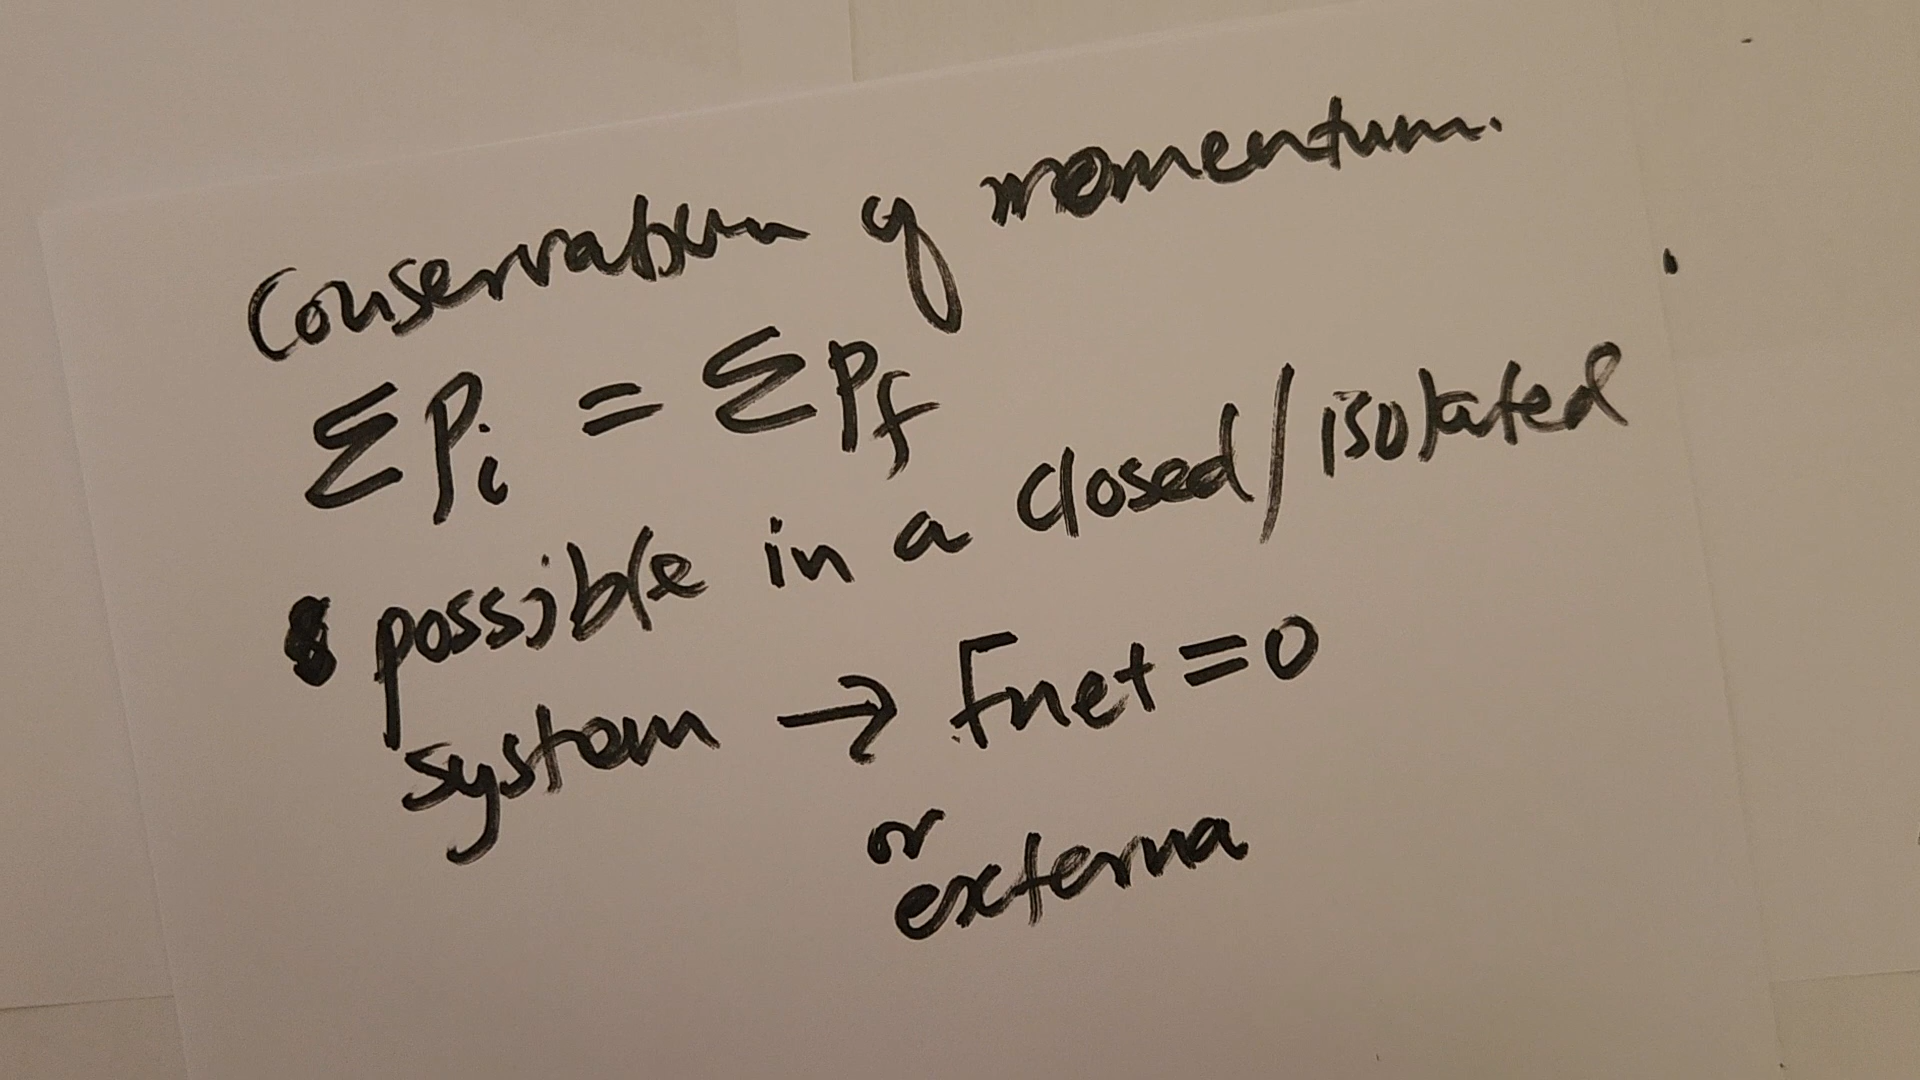 Conservation of momentum.
ΣPi = ΣPf
possible in a closed/isolated
system → Fnet=0
or
externa